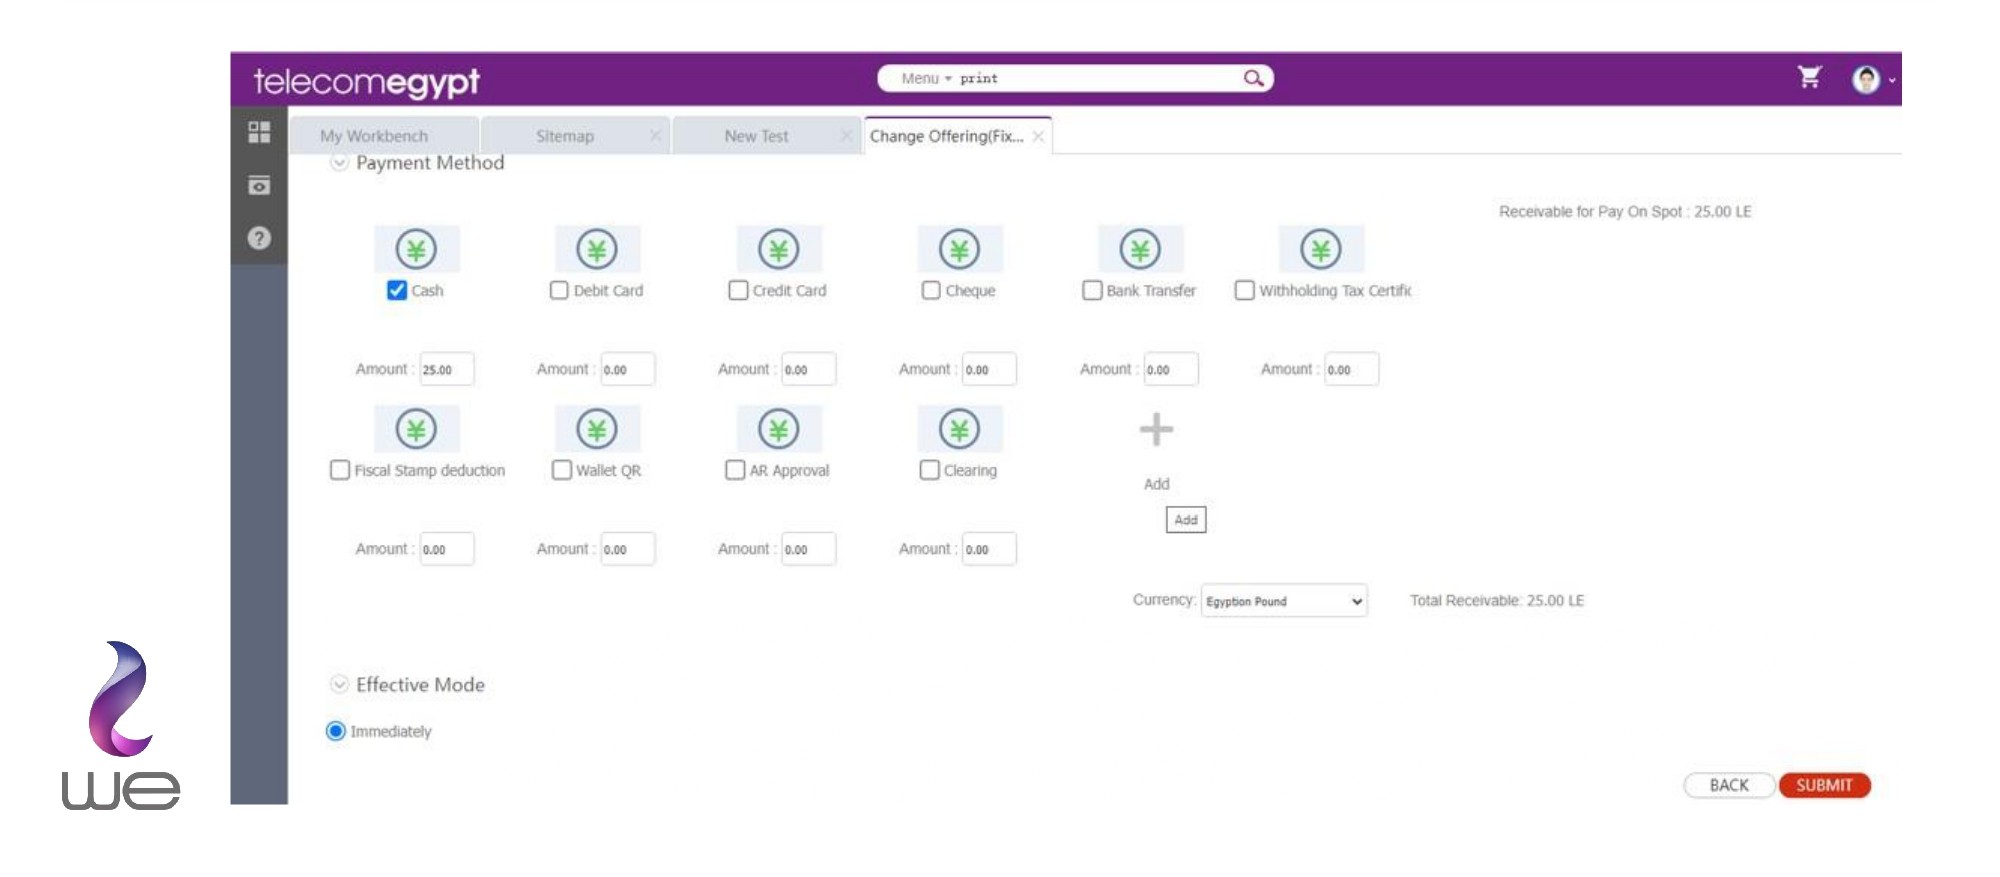 telecomegypt
Menu print
My Workbench Sitemap New Test Change Offering(Fix...
Payment Method
Receivable for Pay On Spot : 25.00 LE
Cash Debit Card Credit Card Cheque Bank Transfer Withholding Tax Certific
Amount : 25.00 Amount : 0.00 Amount : 0.00 Amount : 0.00 Amount : 0.00 Amount : 0.00
Fiscal Stamp deduction Wallet QR AR Approval Clearing
Add
Add
Amount : 0.00 Amount : 0.00 Amount : 0.00 Amount : 0.00
Currency: Egyption Pound Total Receivable: 25.00 LE
Effective Mode
Immediately
BACK SUBMIT
we